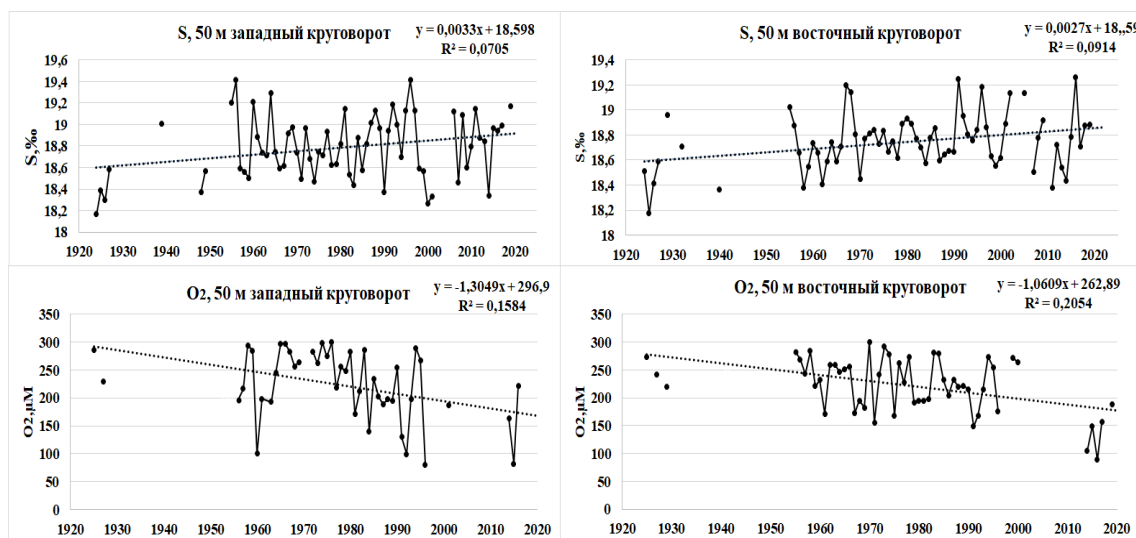 S, 50 м западный круговорот
y = 0,0033x + 18,598
R² = 0,0705
S,‰
19,6
19,4
19,2
19
18,8
18,6
18,4
18,2
18
1920 1930 1940 1950 1960 1970 1980 1990 2000 2010 2020
S, 50 м восточный круговорот
y = 0,0027x + 18,,59
R² = 0,0914
S,‰
19,4
19,2
19
18,8
18,6
18,4
18,2
18
1920 1930 1940 1950 1960 1970 1980 1990 2000 2010 2020
O2, 50 м западный круговорот
y = -1,3049x + 296,9
R² = 0,1584
O2,µM
350
300
250
200
150
100
50
0
1920 1930 1940 1950 1960 1970 1980 1990 2000 2010 2020
O2, 50 м восточный круговорот
y = -1,0609x + 262,89
R² = 0,2054
O2,µM
350
300
250
200
150
100
50
0
1920 1930 1940 1950 1960 1970 1980 1990 2000 2010 2020